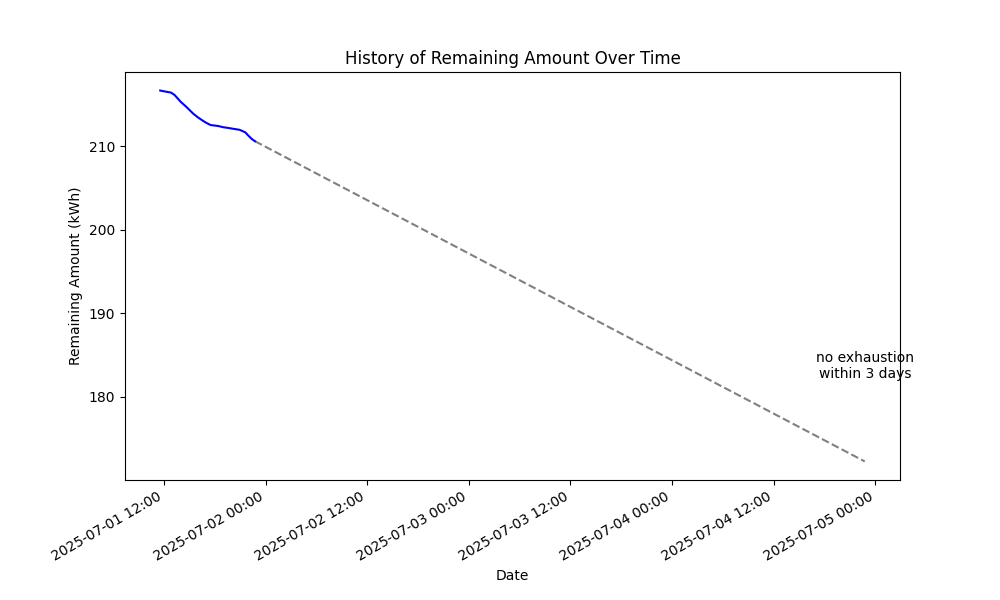 History of Remaining Amount Over Time
Remaining Amount (kWh)
210
200
190
180
no exhaustion
within 3 days
2025-07-01 12:00
2025-07-02 00:00
2025-07-02 12:00
2025-07-03 00:00
2025-07-03 12:00
2025-07-04 00:00
2025-07-04 12:00
2025-07-05 00:00
Date